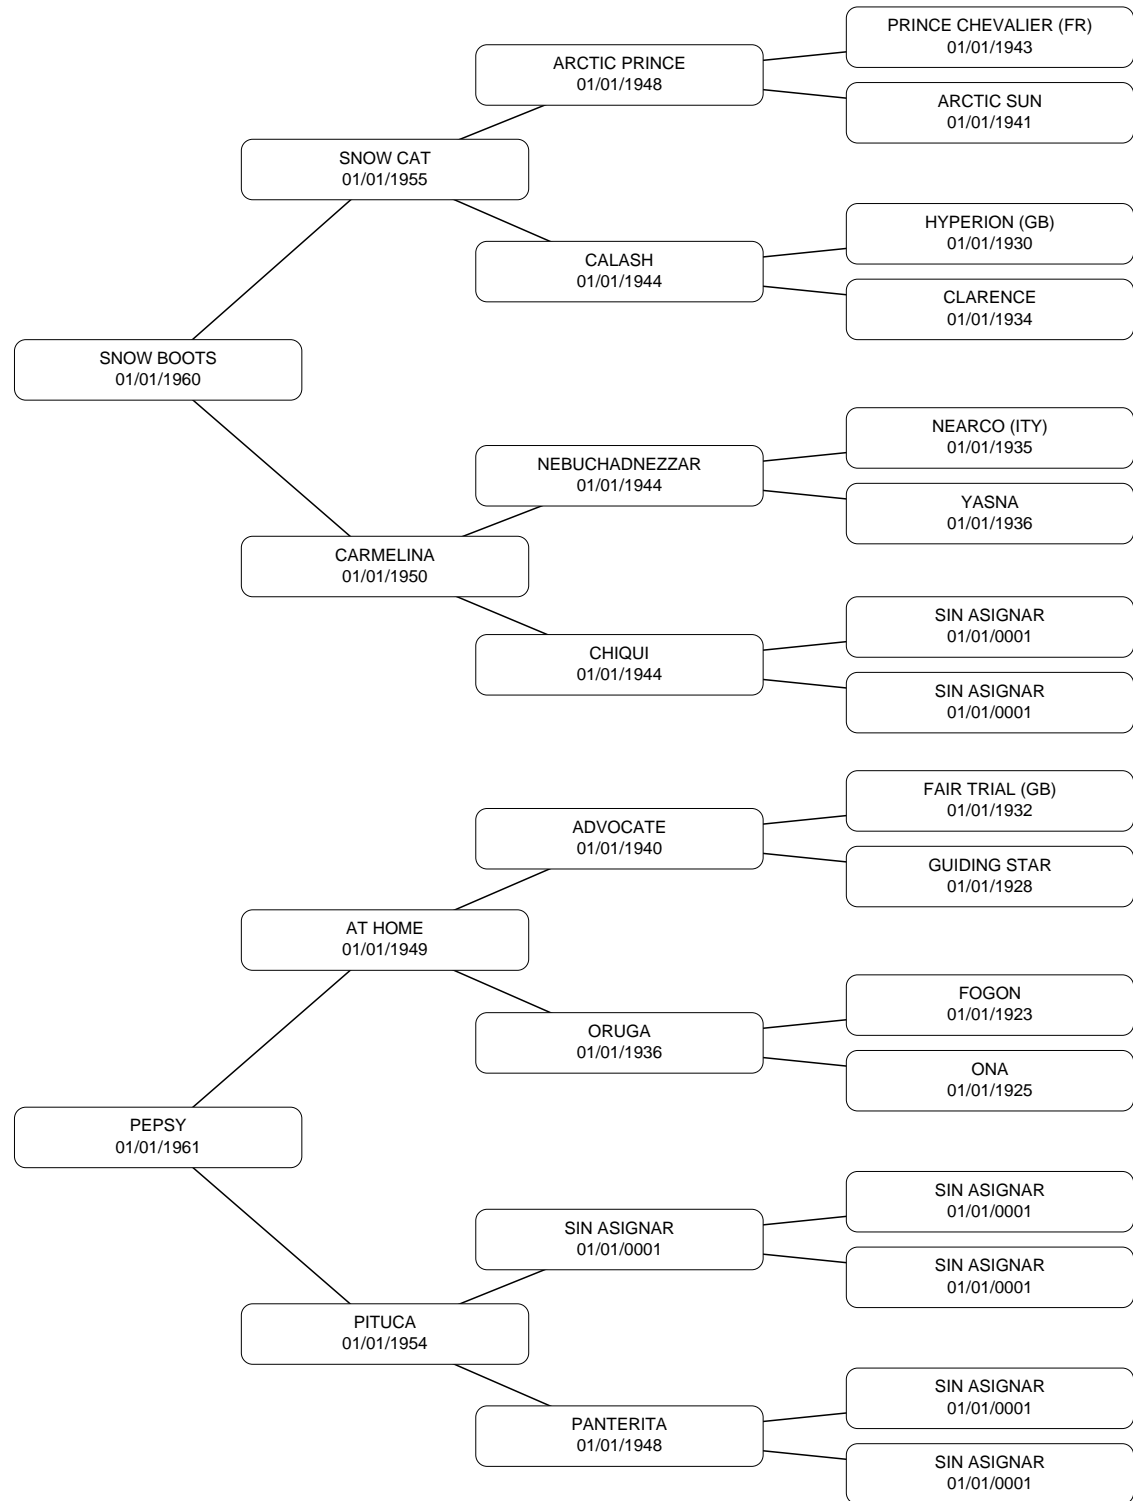 PRINCE CHEVALIER (FR)
01/01/1943
ARCTIC PRINCE
01/01/1948
ARCTIC SUN
01/01/1941
SNOW CAT
01/01/1955
HYPERION (GB)
01/01/1930
CALASH
01/01/1944
CLARENCE
01/01/1934
SNOW BOOTS
01/01/1960
NEARCO (ITY)
01/01/1935
NEBUCHADNEZZAR
01/01/1944
YASNA
01/01/1936
CARMELINA
01/01/1950
SIN ASIGNAR
01/01/0001
CHIQUI
01/01/1944
SIN ASIGNAR
01/01/0001
FAIR TRIAL (GB)
01/01/1932
ADVOCATE
01/01/1940
GUIDING STAR
01/01/1928
AT HOME
01/01/1949
FOGON
01/01/1923
ORUGA
01/01/1936
ONA
01/01/1925
PEPSY
01/01/1961
SIN ASIGNAR
01/01/0001
SIN ASIGNAR
01/01/0001
SIN ASIGNAR
01/01/0001
PITUCA
01/01/1954
SIN ASIGNAR
01/01/0001
PANTERITA
01/01/1948
SIN ASIGNAR
01/01/0001